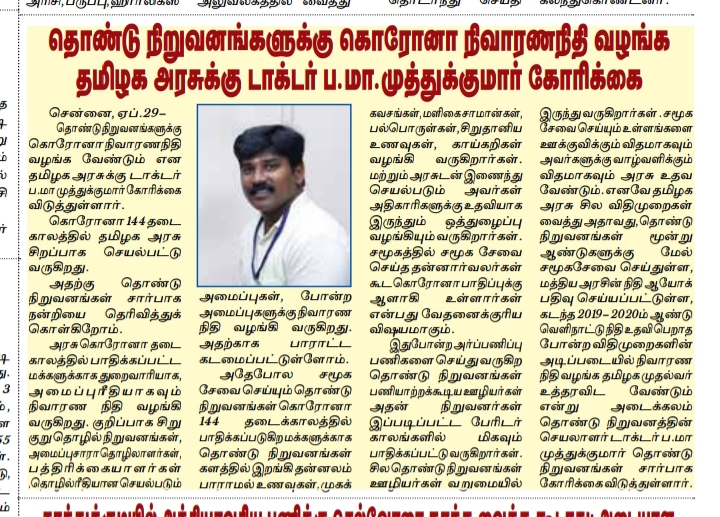 தொண்டு நிறுவனங்களுக்கு கொரோனா நிவாரணநிதி வழங்க
தமிழக அரசுக்கு டாக்டர் ப.மா.முத்துக்குமார் கோரிக்கை
சென்னை, ஏப்.29–
தொண்டுநிறுவனங்களுக்கு
கொரோனா நிவாரணநிதி
வழங்க வேண்டும் என
தமிழக அரசுக்கு டாக்டர்
ப.மாமுத்துக்குமார் கோரிக்கை
விடுத்துள்ளார்.
கொரோனா 144 தடை
காலத்தில் தமிழக அரசு
சிறப்பாக செயல்பட்டு
வருகிறது.
அதற்கு தொண்டு
நிறுவனங்கள் சார்பாக
நன்றியை தெரிவித்துக்
கொள்கிறோம்.
அரசு கொரோனா தடை
காலத்தில் பாதிக்கப்பட்ட
மக்களுக்காக துறைவாரியாக,
அமைப்புரீதியாகவும்
நிவாரண நிதி வழங்கி
வருகிறது. குறிப்பாக சிறு
குறு தொழில் நிறுவனங்கள்,
அமைப்புசாரா தொழிலாளர்கள்,
பத்திரிக்கையாளர்கள்
,தொழில்ரீதியான செயல்படும்
அமைப்புகள், போன்ற
அமைப்புகளுக்கு நிவாரண
நிதி வழங்கி வருகிறது.
அதற்காக பாராட்ட
கடமைப்பட்டுள்ளோம்.
அதேபோல சமூக
சேவை செய்யும் தொண்டு
நிறுவனங்கள் கொரோனா
144 தடைக்காலத்தில்
பாதிக்கப்படுகிற மக்களுக்காக
தொண்டு நிறுவனங்கள்
களத்தில் இறங்கி தன்னலம்
பாராமல் உணவுகள், முகக்
கவசங்கள், மளிகை சாமான்கள்,
பல்பொருள்கள், சிறுதானிய
உணவுகள், காய்கறிகள்
வழங்கி வருகிறார்கள்.
மற்றும் அரசுடன் இணைந்து
செயல்படும் அவர்கள்
அதிகாரிகளுக்கு உதவியாக
இருந்தும் ஒத்துழைப்பு
வழங்கியும் வருகிறார்கள்.
சமூகத்தில் சமூக சேவை
செய்த தன்னார்வலர்கள்
கூட கொரோனா பாதிப்புக்கு
ஆளாகி உள்ளார்கள்
என்பது வேதனைக்குரிய
விஷயமாகும்.
இதுபோன்ற அர்ப்பணிப்பு
பணிகளை செய்து வருகிற
தொண்டு நிறுவனங்கள்
பணியாற்றக்கூடிய ஊழியர்கள்
அதன் நிறுவனர்கள்
இப்படிப்பட்ட பேரிடர்
காலங்களில் மிகவும்
பாதிக்கப்பட்டு வருகிறார்கள்.
சில தொண்டு நிறுவனங்கள்
ஊழியர்கள் வறுமையில்
இருந்து வருகிறார்கள். சமூக
சேவை செய்யும் உள்ளங்களை
ஊக்குவிக்கும் விதமாகவும்
அவர்களுக்கு வாழ்வளிக்கும்
விதமாகவும் அரசு உதவ
வேண்டும். எனவே தமிழக
அரசு சில விதிமுறைகள்
வைத்து அதாவது, தொண்டு
நிறுவனங்கள் மூன்று
ஆண்டுகளுக்கு மேல்
சமூகசேவை செய்துள்ள,
மத்திய அரசின் நிதி ஆயோக்
பதிவு செய்யப்பட்டுள்ள,
கடந்த 2019– 2020ம் ஆண்டு
வெளிநாட்டு நிதி உதவி பெறாத
போன்ற விதிமுறைகளின்
அடிப்படையில் நிவாரண
நிதி வழங்க தமிழக முதல்வர்
உத்தரவிட வேண்டும்
என்று அடைக்கலம்
தொண்டு நிறுவனத்தின்
செயலாளர் டாக்டர் ப.மா
முத்துக்குமார் தொண்டு
நிறுவனங்கள் சார்பாக
கோரிக்கை விடுத்துள்ளார்.